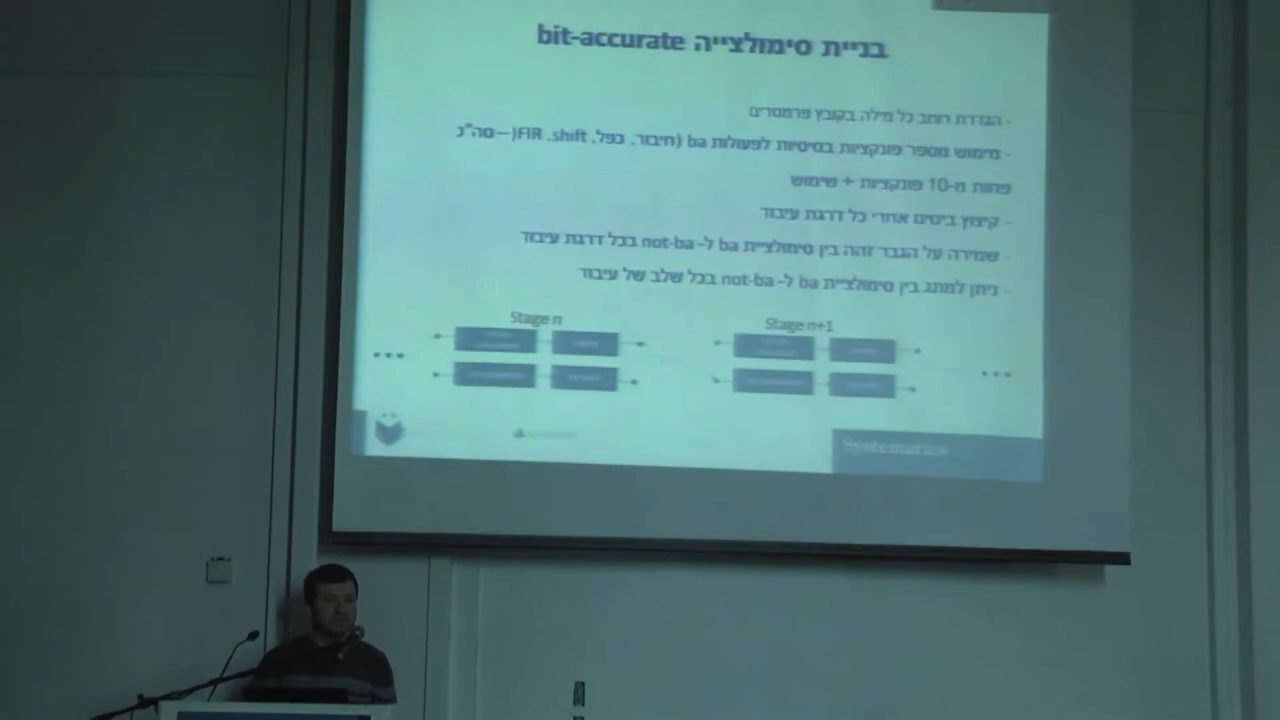 בניית סימולצייה bit-accurate
- הגדרת רוחב כל מילה בקובץ פרמטרים
- מימוש מספר פונקציות בסיסיות לפעולות ba (חיבור, כפל, shift, FIR) – סה"כ
פחות מ-10 פונקציות + שימוש
- קיצוץ ביטים אחרי כל דרגת עיבוד
- שמירה על הגבר זהה בין סימולציית ba ל- not-ba בכל דרגת עיבוד
- ניתן למתג בין סימולציית ba ל- not-ba בכל שלב של עיבוד
Stage n
Stage n+1
Systematics